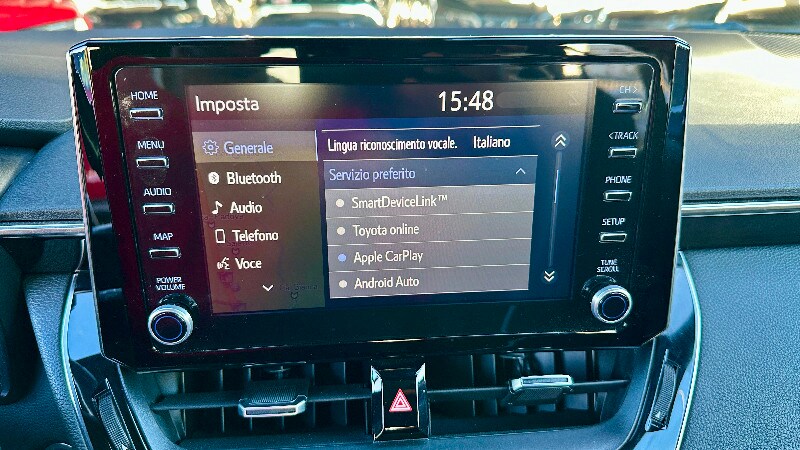 HOME
MENU
AUDIO
MAP
POWER
VOLUME
Imposta
15:48
Generale
Bluetooth
Audio
Telefono
Voce
Lingua riconoscimento vocale. Italiano
Servizio preferito
SmartDeviceLink™
Toyota online
Apple CarPlay
Android Auto
CH >
< TRACK
PHONE
SETUP
TUNE
SCROLL